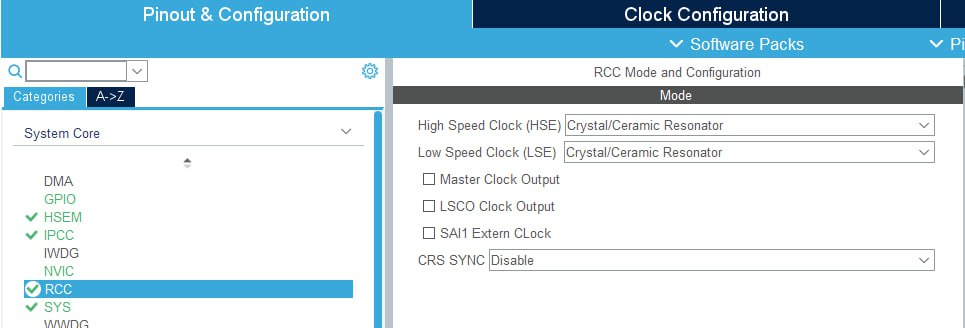 Pinout & Configuration
Clock Configuration
Software Packs
Pi
RCC Mode and Configuration
Mode
Categories
A->Z
System Core
DMA
GPIO
HSEM
IPCC
IWDG
NVIC
RCC
SYS
WWDG
High Speed Clock (HSE) Crystal/Ceramic Resonator
Low Speed Clock (LSE) Crystal/Ceramic Resonator
Master Clock Output
LSCO Clock Output
SAI1 Extern CLock
CRS SYNC Disable